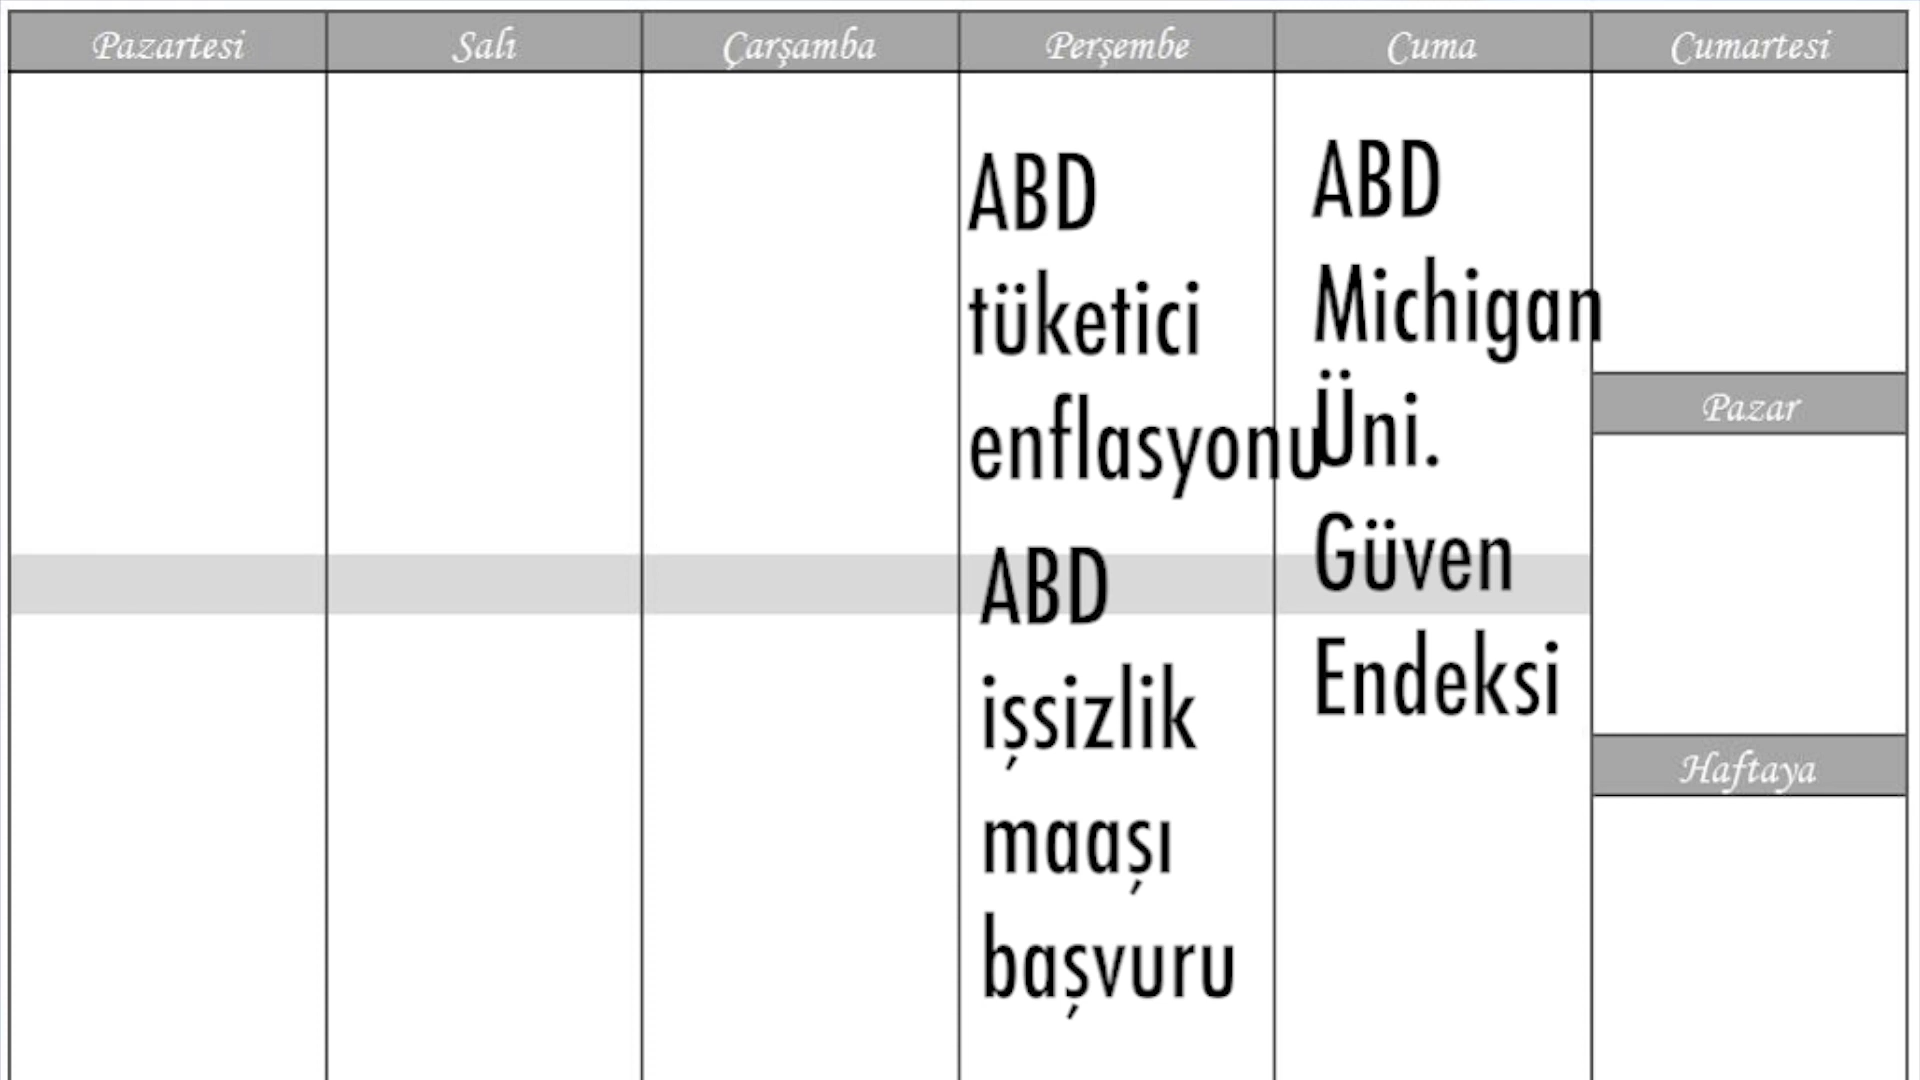 Pazartesi
Salı
Çarşamba
Perşembe
Cuma
Cumartesi
ABD
tüketici
enflasyonu
ABD
işsizlik
maaşı
başvuru
ABD
Michigan
Üni.
Güven
Endeksi
Pazar
Haftaya